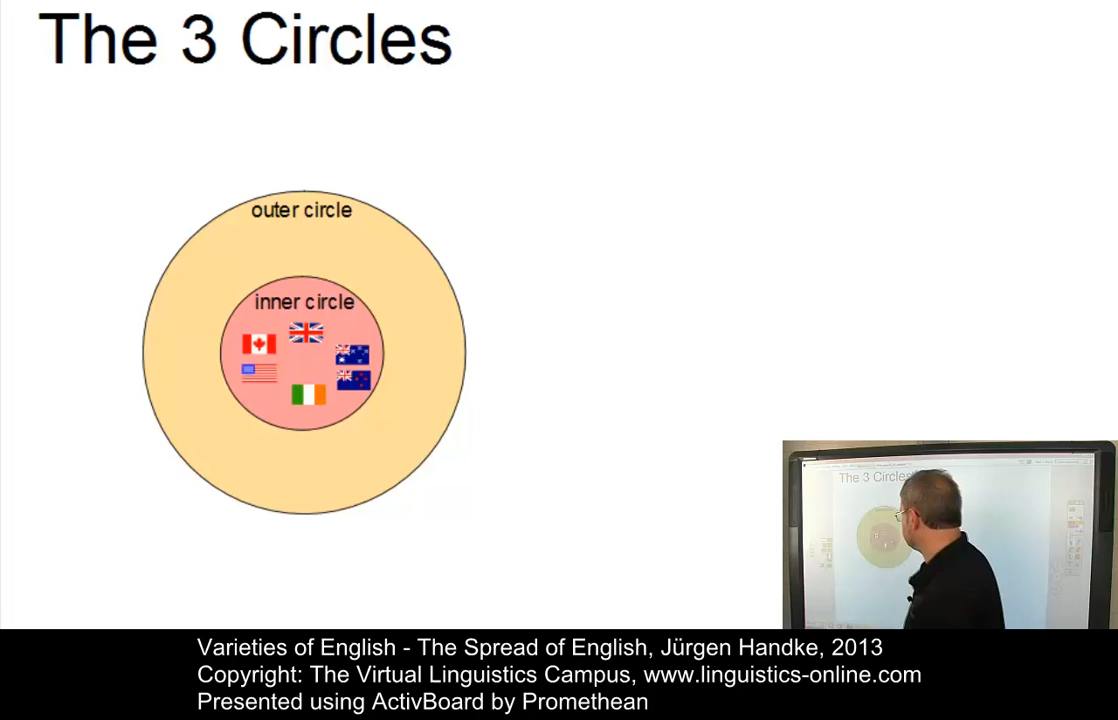 The 3 Circles
outer circle
inner circle
The 3 Circles
Varieties of English - The Spread of English, Jürgen Handke, 2013
Copyright: The Virtual Linguistics Campus, www.linguistics-online.com
Presented using ActivBoard by Promethean